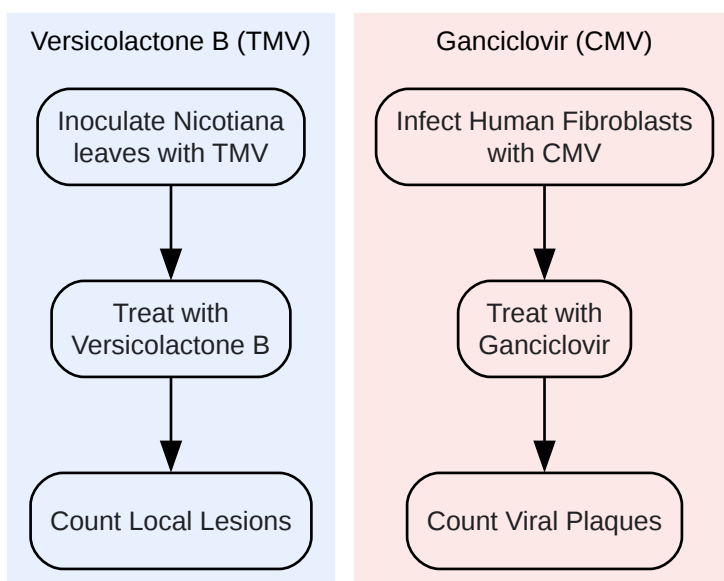 Versicolactone B (TMV)
Inoculate Nicotiana
leaves with TMV
Treat with
Versicolactone B
Count Local Lesions
Ganciclovir (CMV)
Infect Human Fibroblasts
with CMV
Treat with
Ganciclovir
Count Viral Plaques